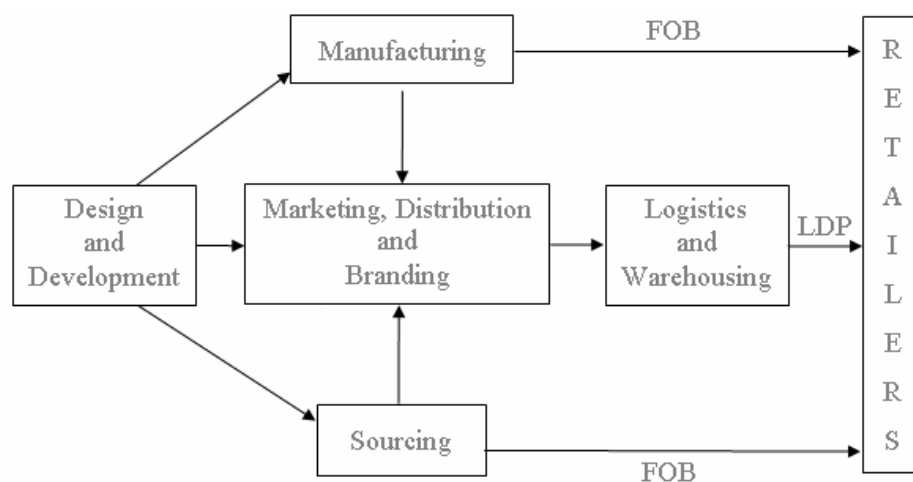 Manufacturing
FOB
Design
and
Development
Marketing, Distribution
and
Branding
Logistics
and
Warehousing
LDP
Sourcing
FOB
R
E
T
A
I
L
E
R
S